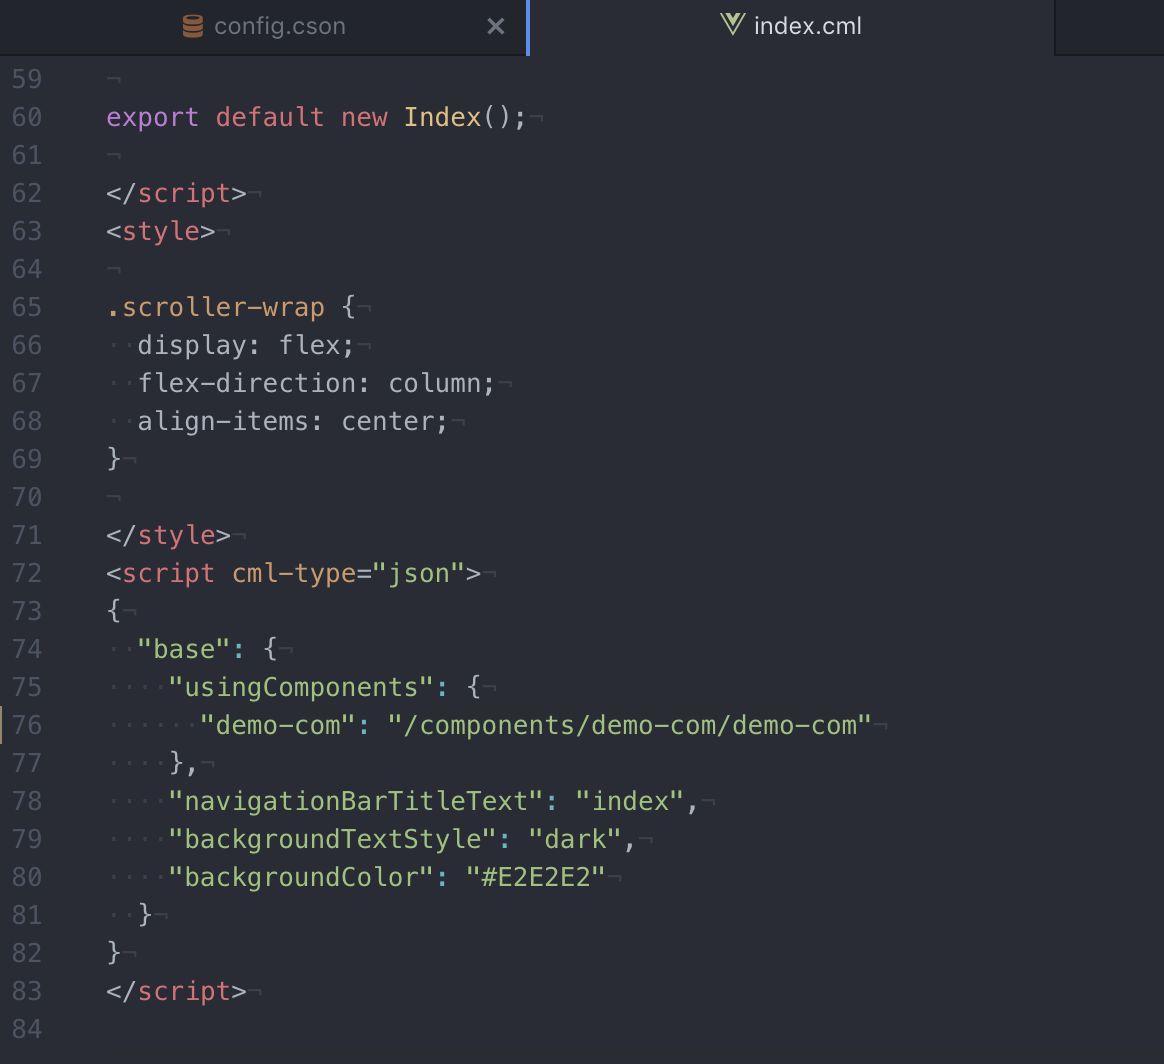 config.cson
index.cml
59
60 export default new Index();
61
62 </script>
63 <style>
64
65 .scroller-wrap {
66   display: flex;
67   flex-direction: column;
68   align-items: center;
69 }
70
71 </style>
72 <script cml-type="json">
73 {
74   "base": {
75     "usingComponents": {
76       "demo-com": "/components/demo-com/demo-com"
77     },
78     "navigationBarTitleText": "index",
79     "backgroundTextStyle": "dark",
80     "backgroundColor": "#E2E2E2"
81   }
82 }
83 </script>
84